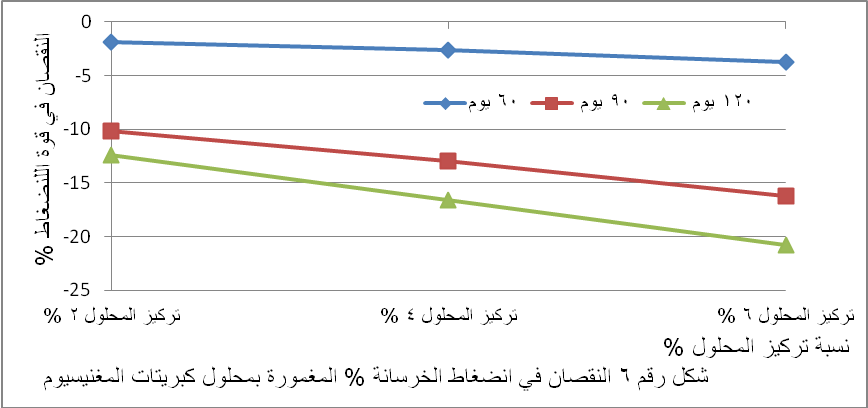 النقصان في قوة اللنضغاط %
0
-5
-10
-15
-20
-25
٦٠ يوم
٩٠ يوم
١٢٠ يوم
تركيز المحلول ٢ %
تركيز المحلول ٤ %
تركيز المحلول ٦ %
نسبة تركيز المحلول %
شكل رقم ٦ النقصان في انضغاط الخرسانة % المغمورة بمحلول كبريتات المغنيسيوم